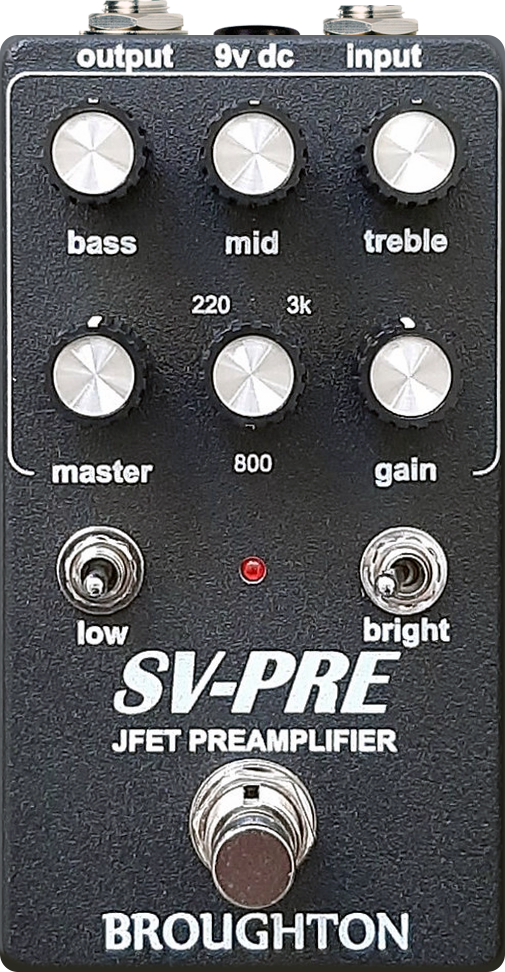 output 9v dc input
bass mid treble
220 3k
master 800 gain
low bright
SV-PRE
JFET PREAMPLIFIER
BROUGHTON